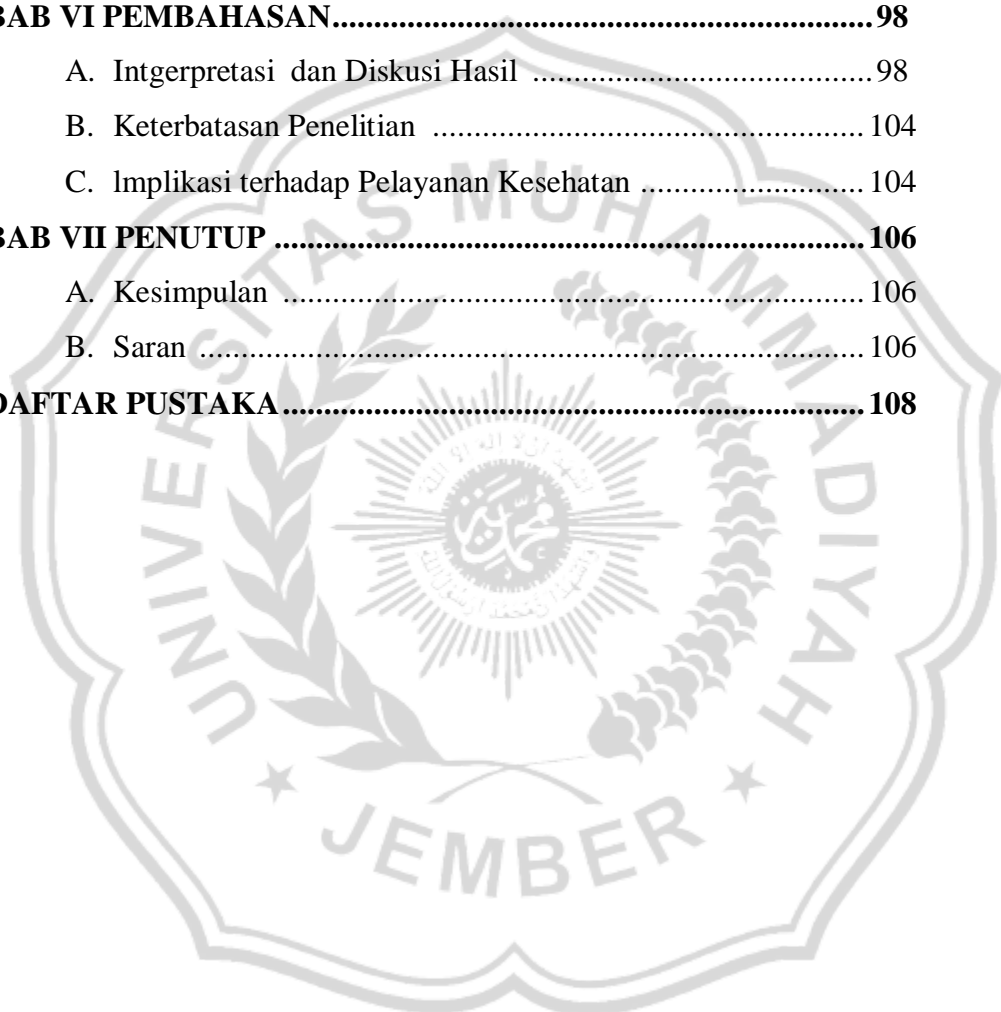 BAB VI PEMBAHASAN....................................................................98
A. Intgerpretasi dan Diskusi Hasil .........................................98
B. Keterbatasan Penelitian ....................................................104
C. lmplikasi terhadap Pelayanan Kesehatan ...........................104
BAB VII PENUTUP ........................................................................106
A. Kesimpulan ......................................................................106
B. Saran ................................................................................106
DAFTAR PUSTAKA.......................................................................108
UNIVERSITAS MUHAMMADIYAH
JEMBER